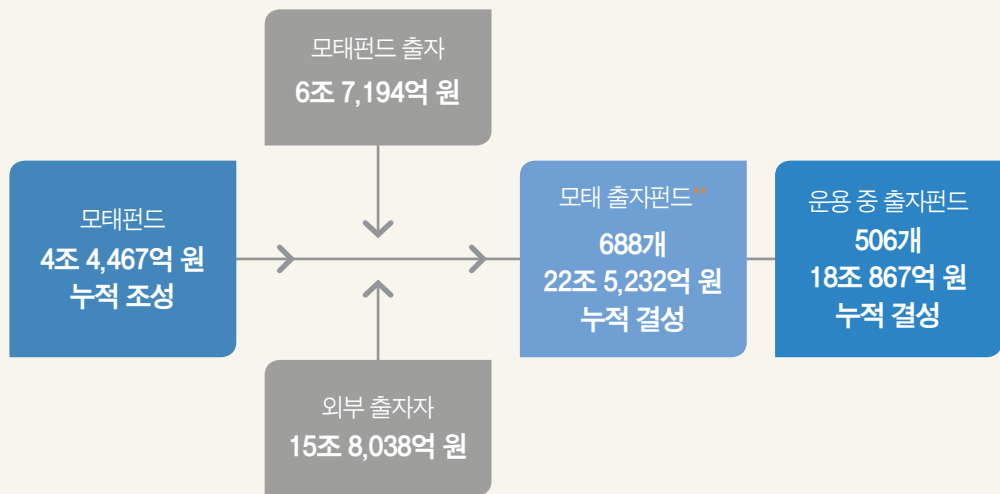 모태펀드 출자
6조 7,194억 원
모태펀드
4조 4,467억 원
누적 조성
모태 출자펀드**
688개
22조 5,232억 원
누적 결성
운용 중 출자펀드
506개
18조 867억 원
누적 결성
외부 출자자
15조 8,038억 원